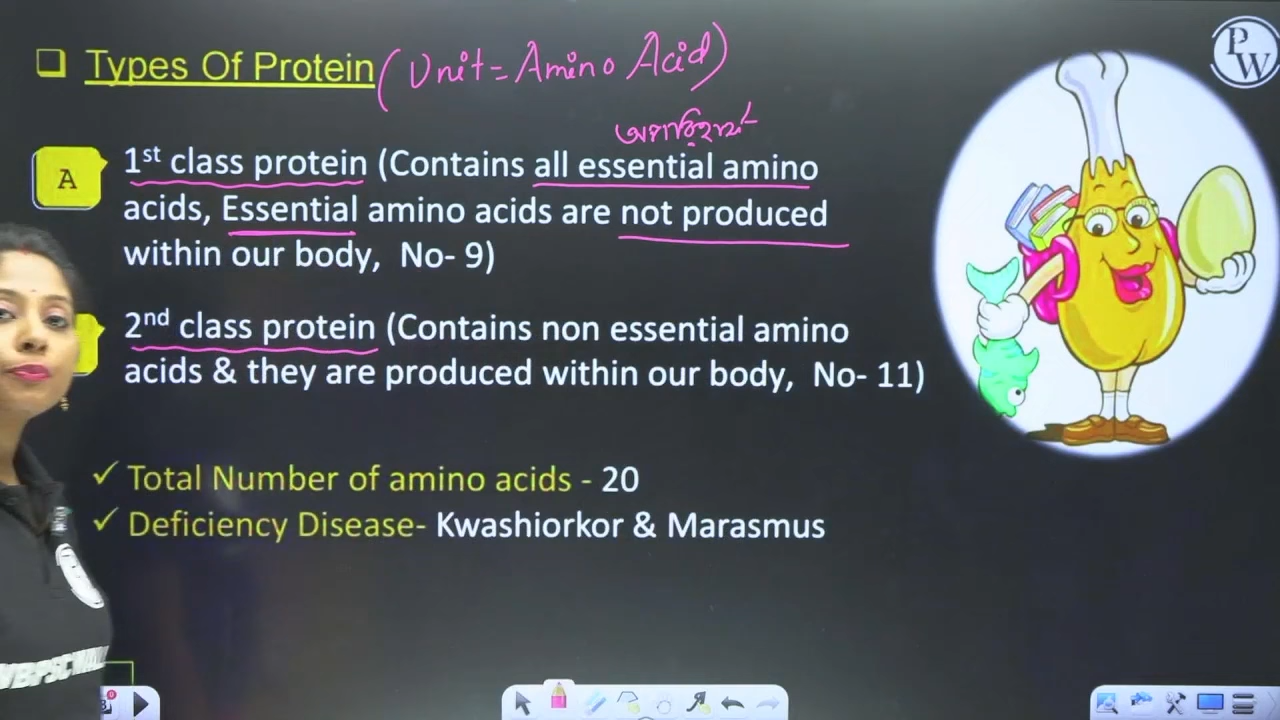 Types Of Protein (Unit = Amino Acid)
অপরিহার্য
A
1st class protein (Contains all essential amino
acids, Essential amino acids are not produced
within our body, No- 9)
2nd class protein (Contains non essential amino
acids & they are produced within our body, No- 11)
✓ Total Number of amino acids - 20
✓ Deficiency Disease- Kwashiorkor & Marasmus
PW